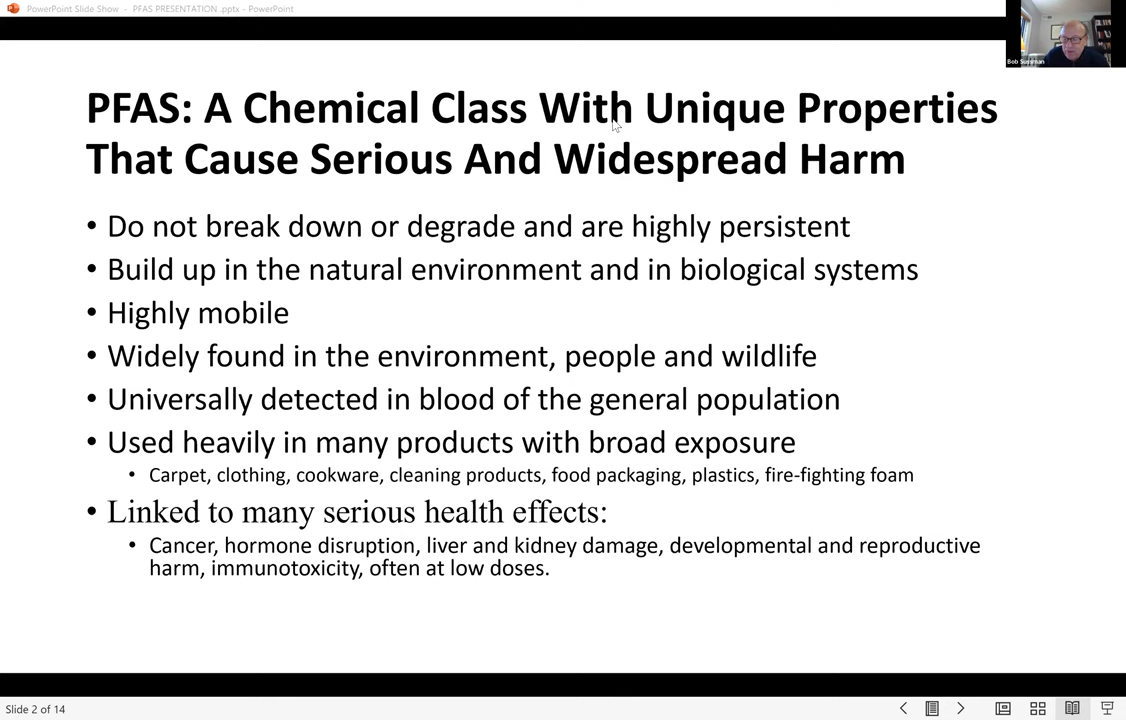 PowerPoint Slide Show - PFAS PRESENTATION .pptx - PowerPoint
Bob Sussman
PFAS: A Chemical Class With Unique Properties
That Cause Serious And Widespread Harm
• Do not break down or degrade and are highly persistent
• Build up in the natural environment and in biological systems
• Highly mobile
• Widely found in the environment, people and wildlife
• Universally detected in blood of the general population
• Used heavily in many products with broad exposure
• Carpet, clothing, cookware, cleaning products, food packaging, plastics, fire-fighting foam
• Linked to many serious health effects:
• Cancer, hormone disruption, liver and kidney damage, developmental and reproductive
harm, immunotoxicity, often at low doses.
Slide 2 of 14